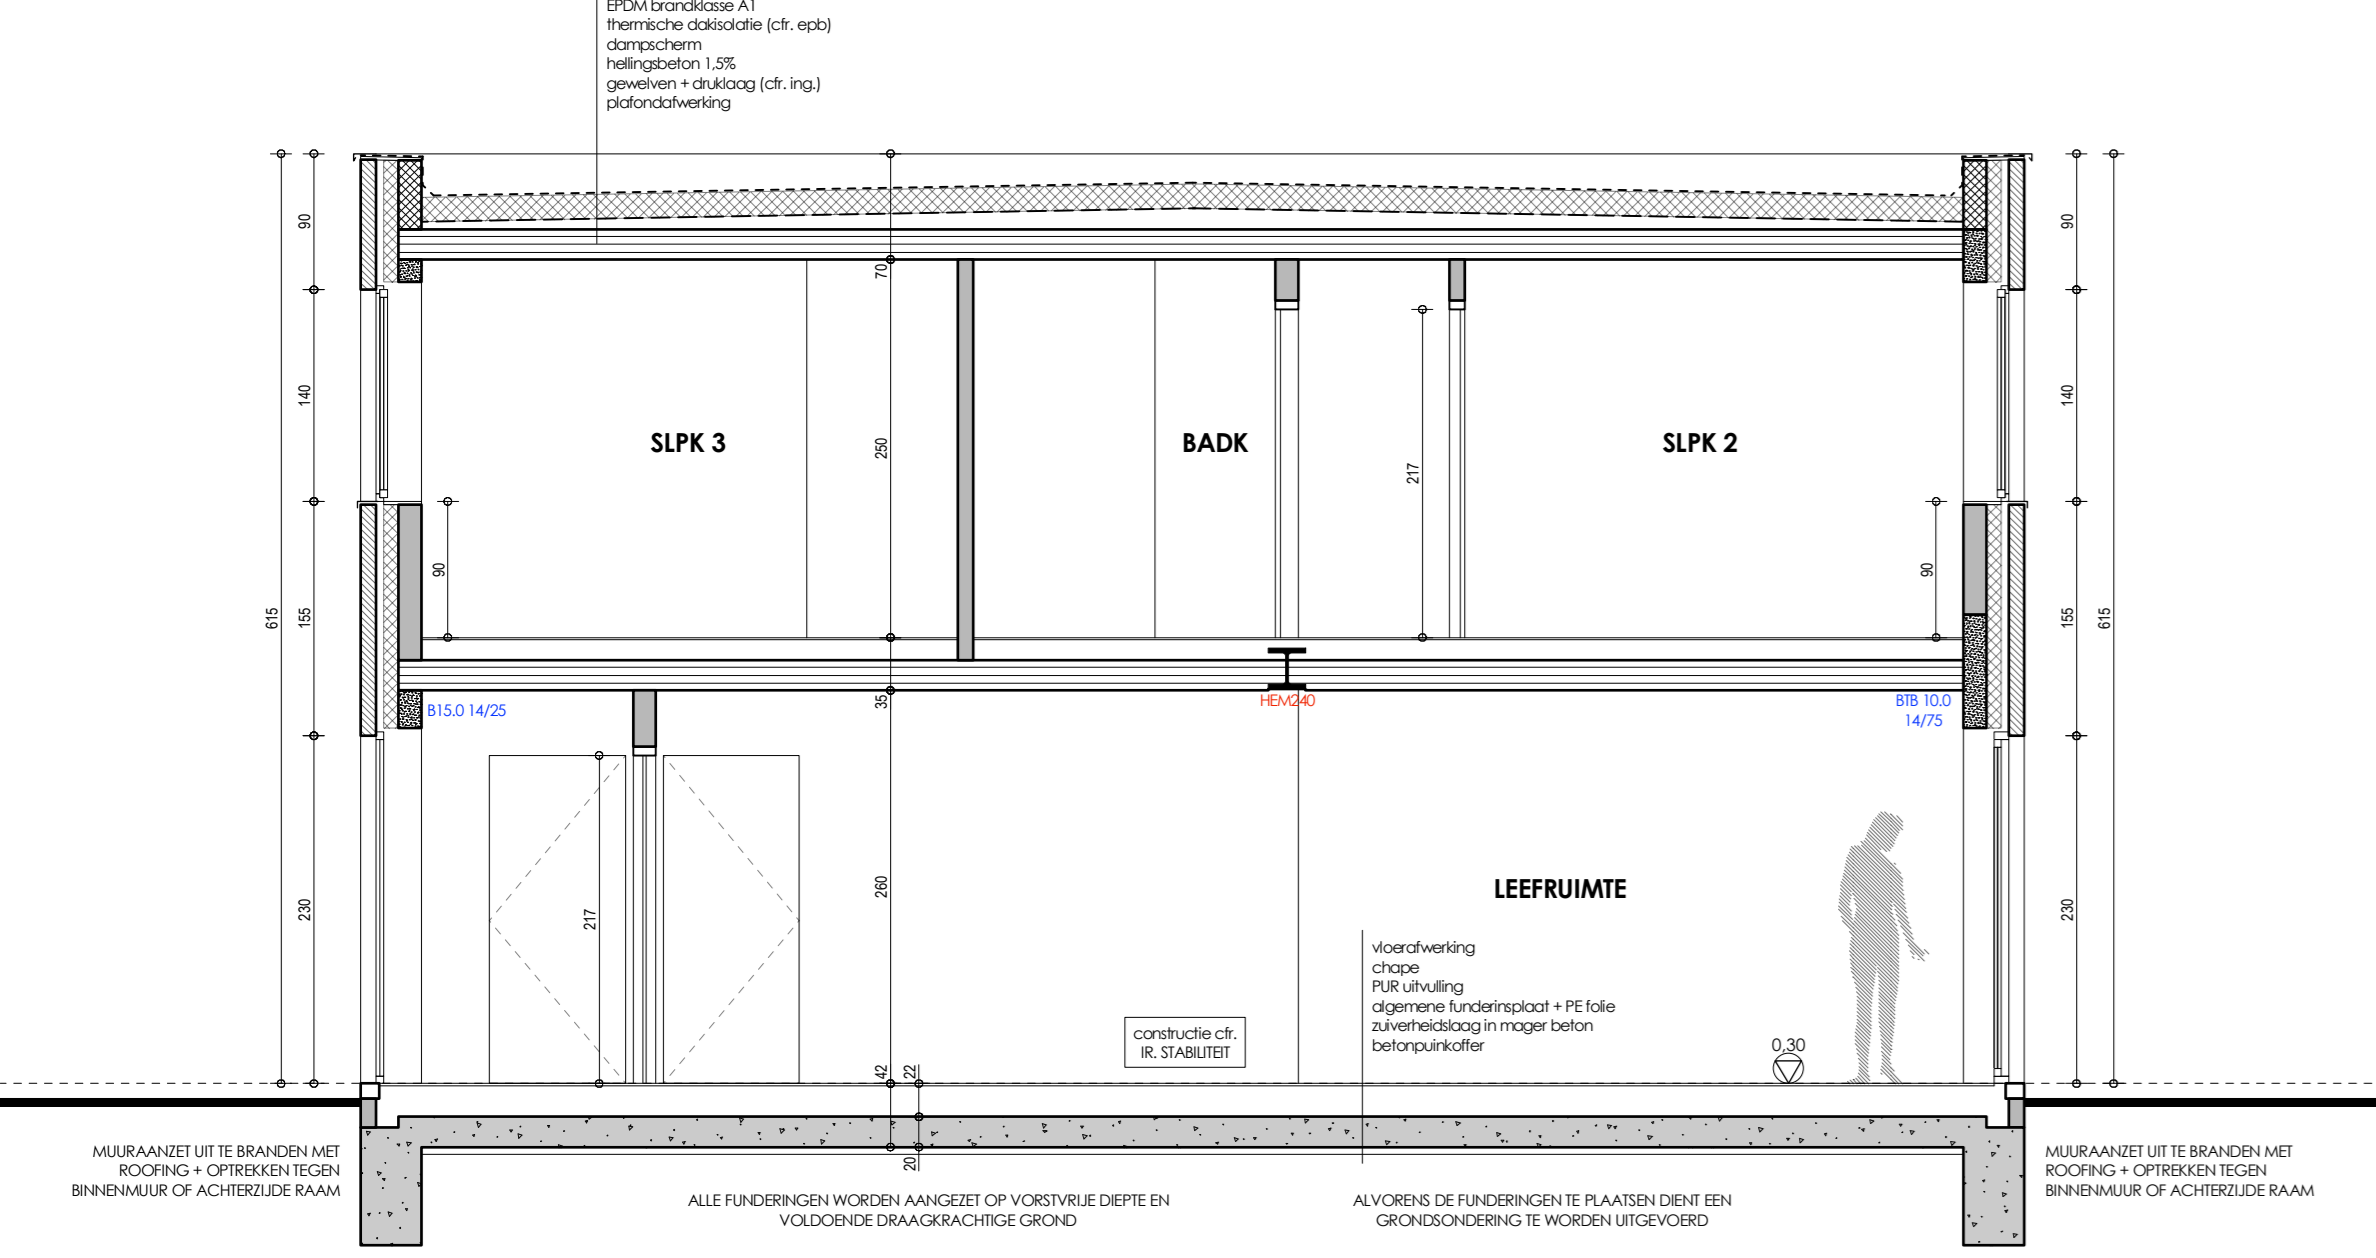 EPDM brandklasse A1
thermische dakisolatie (cfr. epb)
dampscherm
hellingsbeton 1,5%
gewelven + druklaag (cfr. ing.)
plafondafwerking
90
90
70
140
140
SLPK 3
BADK
SLPK 2
250
217
90
90
615
155
155
615
35
B15.0 14/25
HEM240
BTB 10.0
14/75
230
217
260
LEEFRUIMTE
230
vloerafwerking
chape
PUR uitvulling
algemene funderinsplaat + PE folie
zuiverheidslaag in mager beton
betonpuinkoffer
constructie cfr.
IR. STABILITEIT
0,30
42
22
20
MUURAANZET UIT TE BRANDEN MET
ROOFING + OPTREKKEN TEGEN
BINNENMUUR OF ACHTERZIJDE RAAM
ALLE FUNDERINGEN WORDEN AANGEZET OP VORSTVRIJE DIEPTE EN
VOLDOENDE DRAAGKRACHTIGE GROND
ALVORENS DE FUNDERINGEN TE PLAATSEN DIENT EEN
GRONDSONDERING TE WORDEN UITGEVOERD
MUURAANZET UIT TE BRANDEN MET
ROOFING + OPTREKKEN TEGEN
BINNENMUUR OF ACHTERZIJDE RAAM